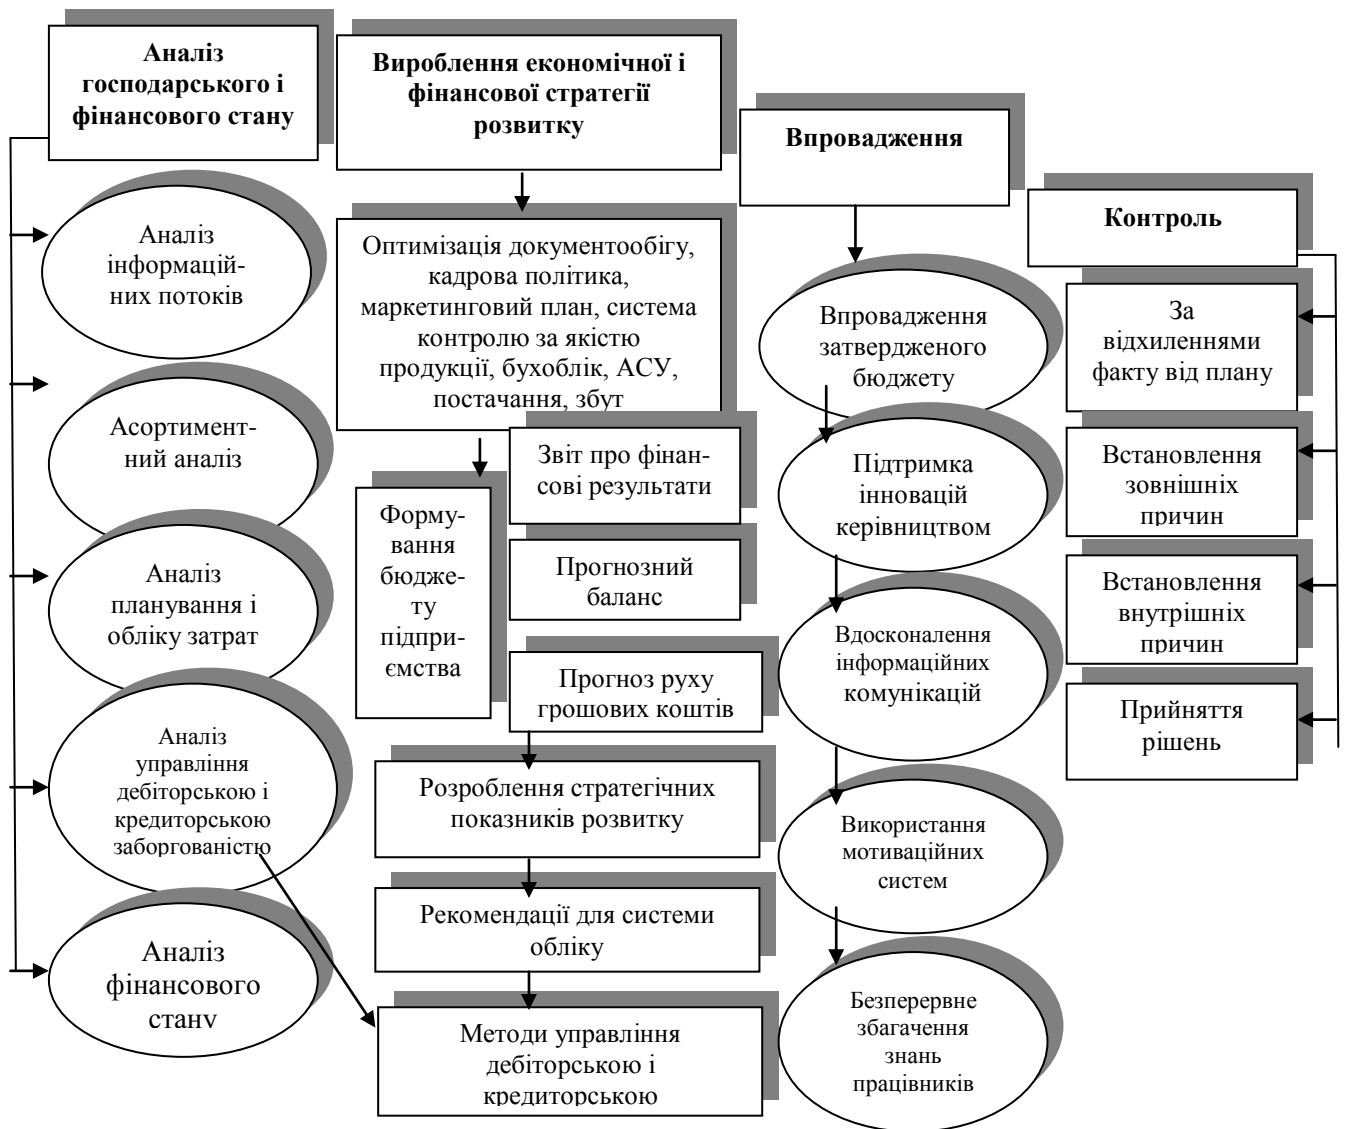 Аналіз
господарського і
фінансового стану
Аналіз
інформацій-
них потоків
Асортимент-
ний аналіз
Аналіз
планування і
обліку затрат
Аналіз
управління
дебіторською і
кредиторською
заборгованістю
Аналіз
фінансового
стану
Вироблення економічної і
фінансової стратегії
розвитку
Оптимізація документообігу,
кадрова політика,
маркетинговий план, система
контролю за якістю
продукції, бухоблік, АСУ,
постачання, збут
Форму-
вання
бюдже-
ту
підпри-
ємства
Звіт про фінан-
сові результати
Прогнозний
баланс
Прогноз руху
грошових коштів
Розроблення стратегічних
показників розвитку
Рекомендації для системи
обліку
Методи управління
дебіторською і
кредиторською
Впровадження
Впровадження
затвердженого
бюджету
Підтримка
інновацій
керівництвом
Вдосконалення
інформаційних
комунікацій
Використання
мотиваційних
систем
Безперервне
збагачення
знань
працівників
Контроль
За
відхиленнями
факту від плану
Встановлення
зовнішніх
причин
Встановлення
внутрішніх
причин
Прийняття
рішень